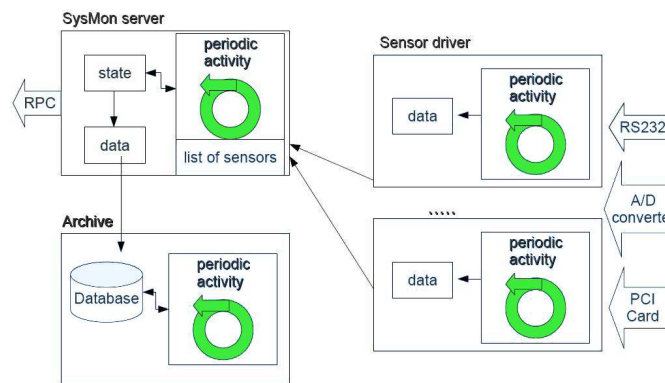 SysMon server
periodic
activity
state
RPC
data
list of sensors
Sensor driver
periodic
activity
data
RS232
A/D
converte
.....
periodic
activity
data
PCI
Card
Archive
periodic
activity
Database